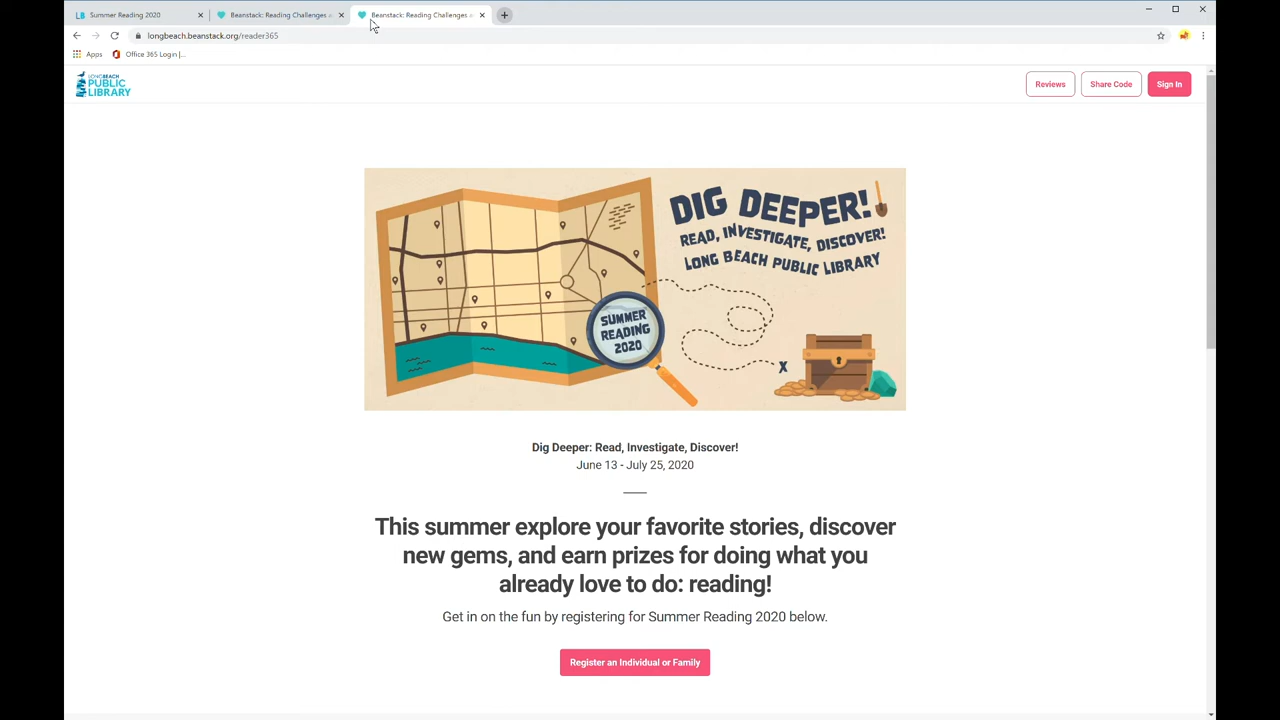 Summer Reading 2020
Beanstack: Reading Challenges a
Beanstack: Reading Challenges a
longbeach.beanstack.org/reader365
Apps
Office 365 Login |...
LONG BEACH
PUBLIC
LIBRARY
Reviews
Share Code
Sign In
DIG DEEPER!
READ, INVESTIGATE, DISCOVER!
LONG BEACH PUBLIC LIBRARY
SUMMER
READING
2020
X
Dig Deeper: Read, Investigate, Discover!
June 13 - July 25, 2020
This summer explore your favorite stories, discover
new gems, and earn prizes for doing what you
already love to do: reading!
Get in on the fun by registering for Summer Reading 2020 below.
Register an Individual or Family